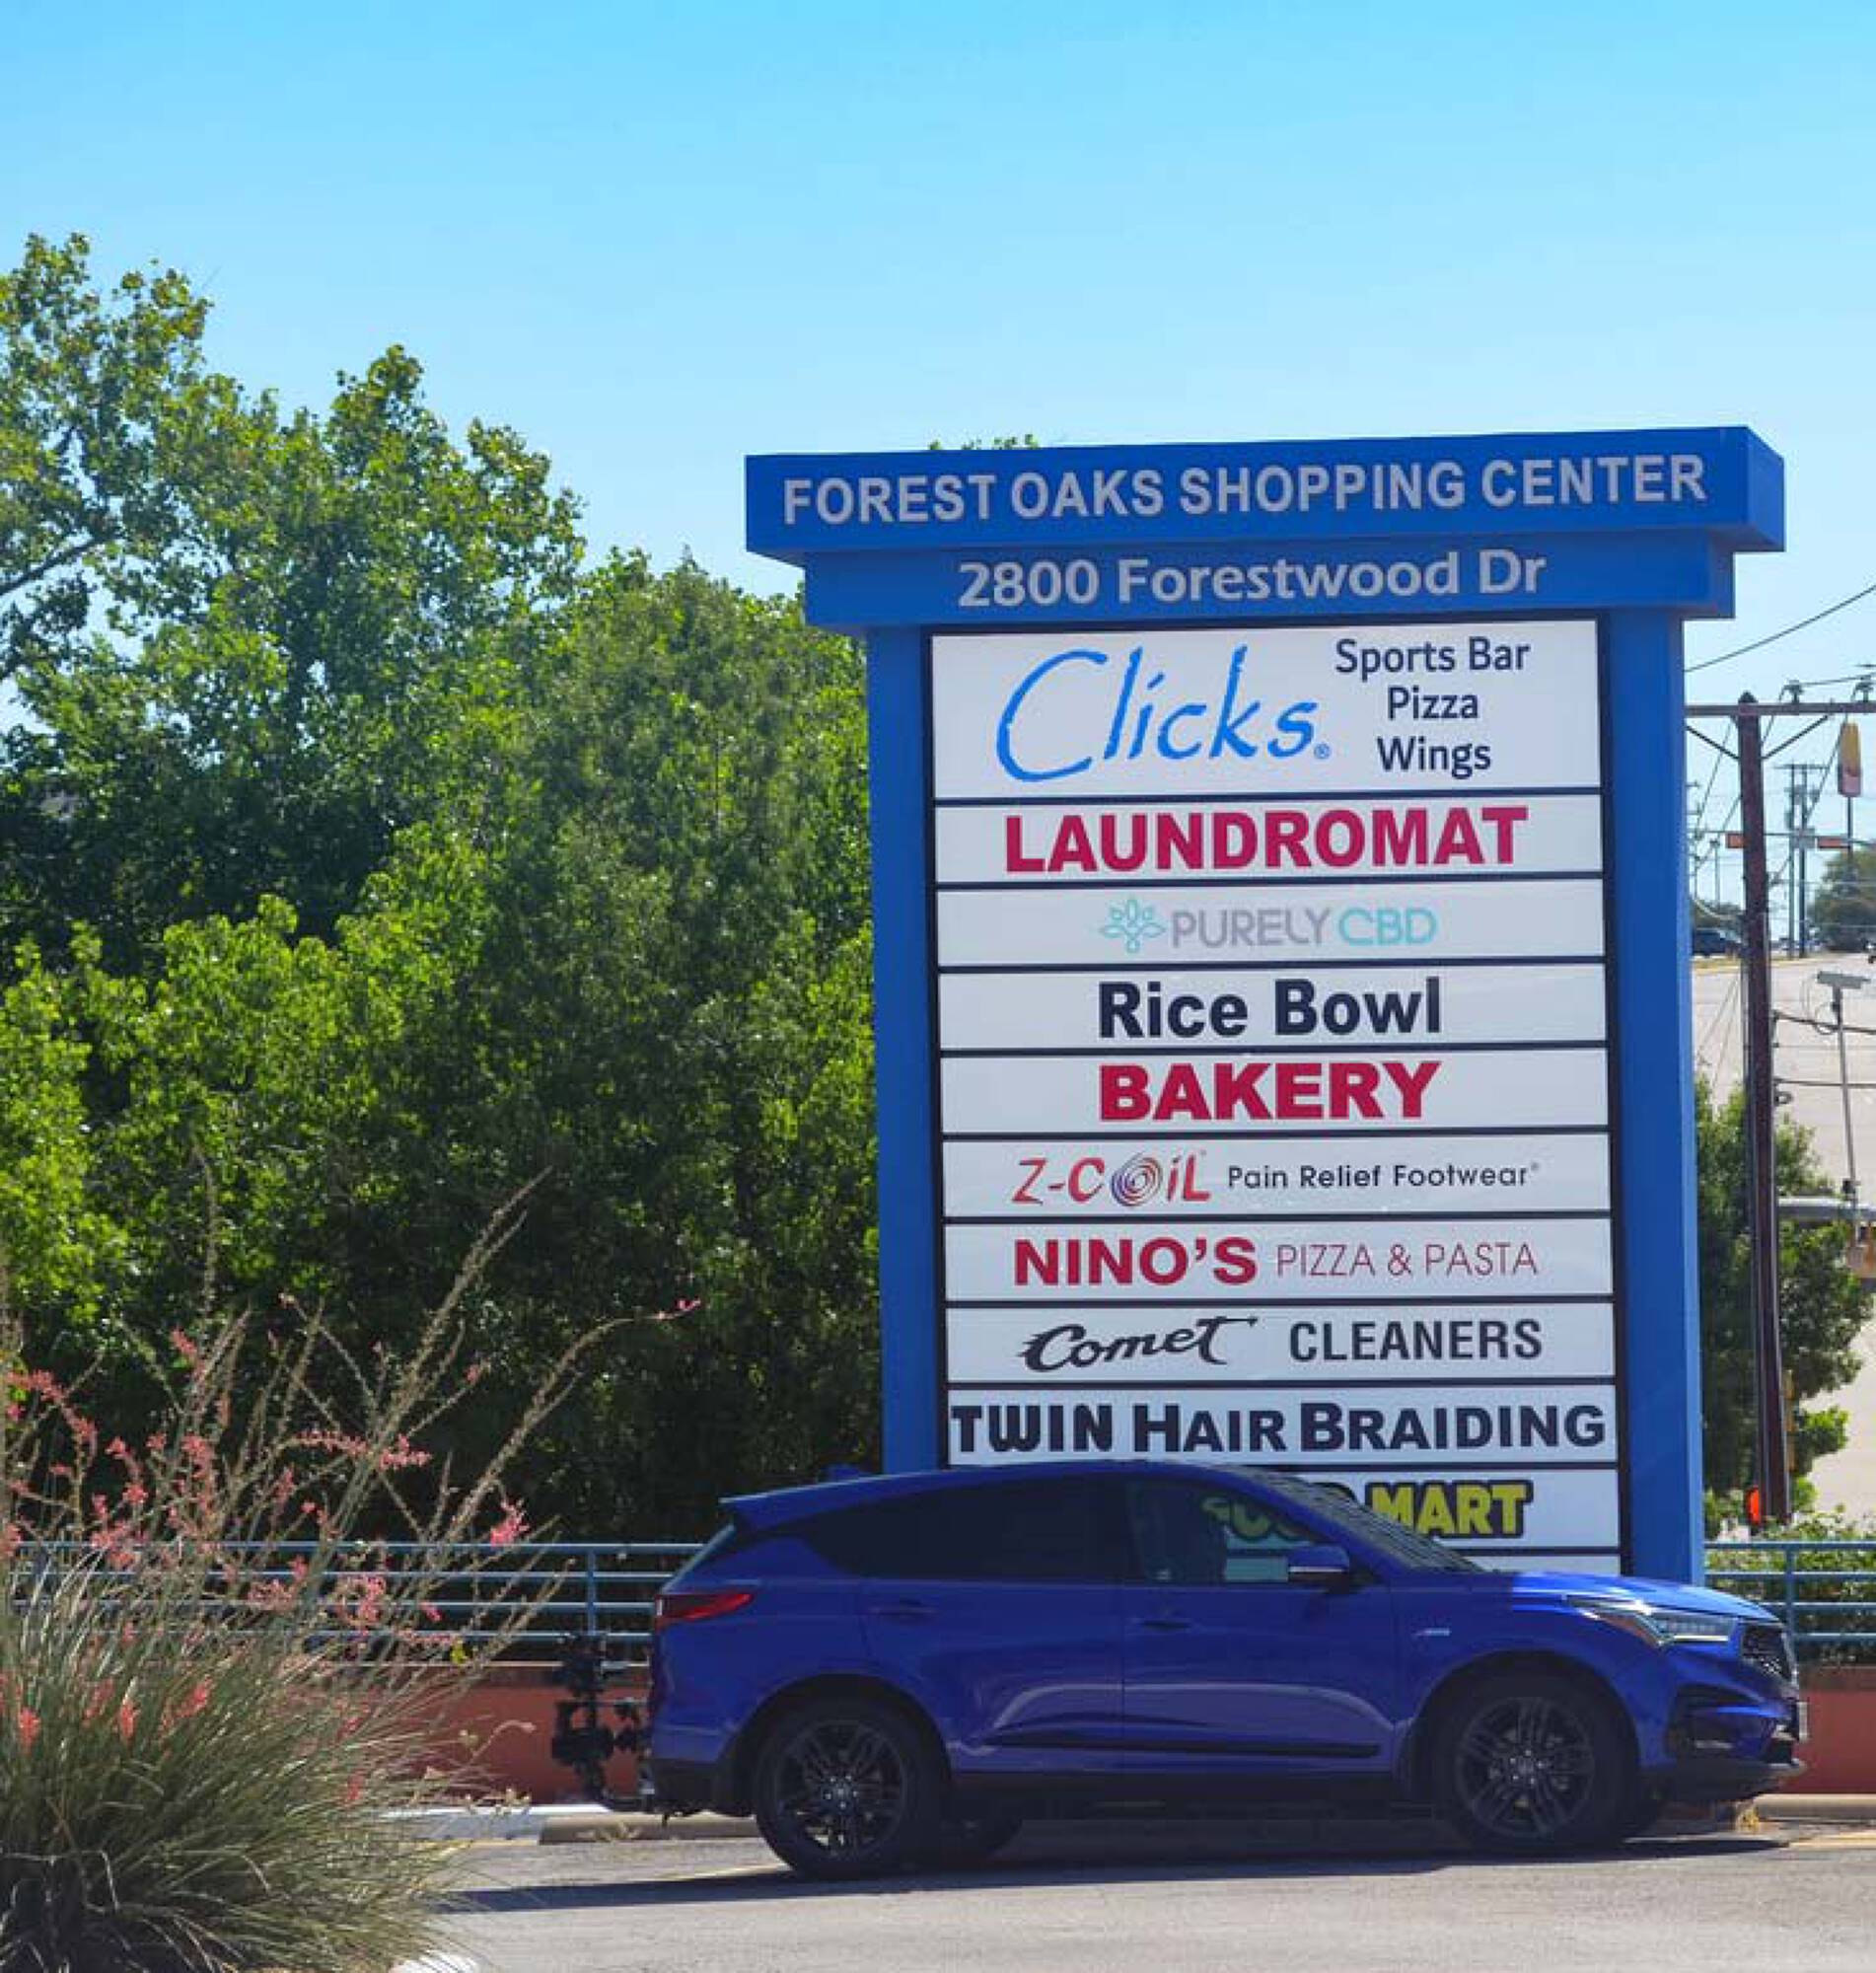 FOREST OAKS SHOPPING CENTER
2800 Forestwood Dr
Clicks®
Sports Bar
Pizza
Wings
LAUNDROMAT
PURELY CBD
Rice Bowl
BAKERY
Z-COiL Pain Relief Footwear®
NINO'S PIZZA & PASTA
Comet CLEANERS
TWIN HAIR BRAIDING
MART